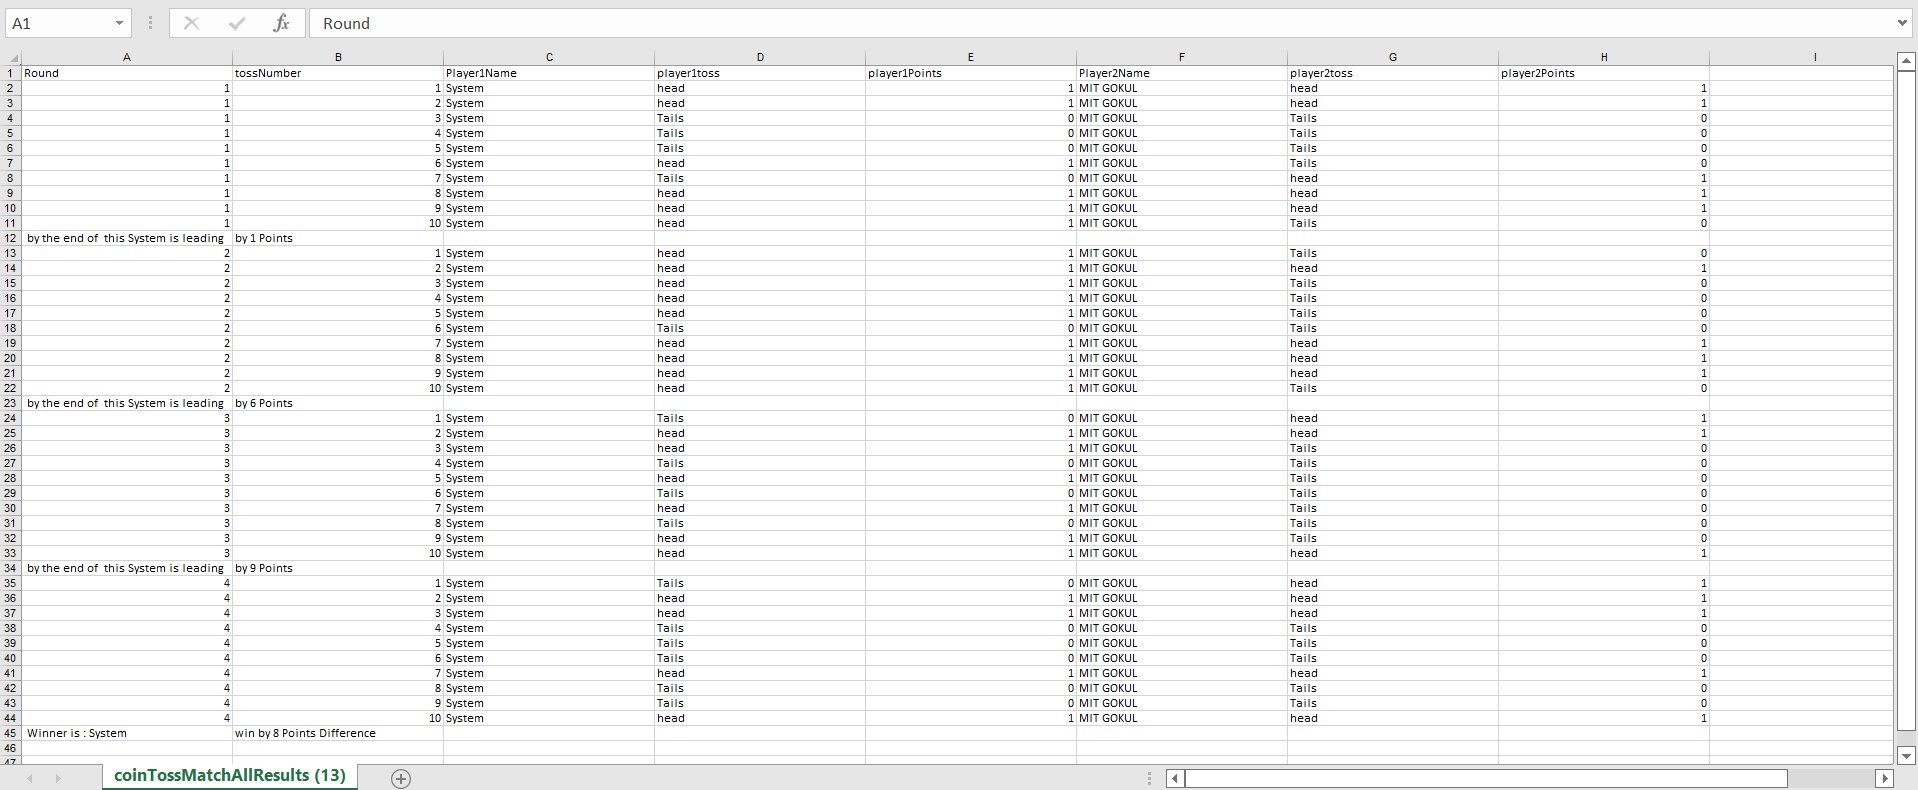 A1 fx Round
A B C D E F G H I
1 Round tossNumber Player1Name player1toss player1Points Player2Name player2toss player2Points
2 1 1 System head 1 MIT GOKUL head 1
3 1 2 System head 1 MIT GOKUL head 1
4 1 3 System Tails 0 MIT GOKUL Tails 0
5 1 4 System Tails 0 MIT GOKUL Tails 0
6 1 5 System Tails 0 MIT GOKUL Tails 0
7 1 6 System head 1 MIT GOKUL Tails 0
8 1 7 System Tails 0 MIT GOKUL head 1
9 1 8 System head 1 MIT GOKUL head 1
10 1 9 System head 1 MIT GOKUL head 1
11 1 10 System head 1 MIT GOKUL Tails 0
12 by the end of this System is leading by 1 Points
13 2 1 System head 1 MIT GOKUL Tails 0
14 2 2 System head 1 MIT GOKUL head 1
15 2 3 System head 1 MIT GOKUL Tails 0
16 2 4 System head 1 MIT GOKUL Tails 0
17 2 5 System head 1 MIT GOKUL Tails 0
18 2 6 System Tails 0 MIT GOKUL Tails 0
19 2 7 System head 1 MIT GOKUL head 1
20 2 8 System head 1 MIT GOKUL head 1
21 2 9 System head 1 MIT GOKUL head 1
22 2 10 System head 1 MIT GOKUL Tails 0
23 by the end of this System is leading by 6 Points
24 3 1 System Tails 0 MIT GOKUL head 1
25 3 2 System head 1 MIT GOKUL head 1
26 3 3 System head 1 MIT GOKUL Tails 0
27 3 4 System Tails 0 MIT GOKUL Tails 0
28 3 5 System head 1 MIT GOKUL Tails 0
29 3 6 System Tails 0 MIT GOKUL Tails 0
30 3 7 System head 1 MIT GOKUL Tails 0
31 3 8 System Tails 0 MIT GOKUL Tails 0
32 3 9 System head 1 MIT GOKUL Tails 0
33 3 10 System head 1 MIT GOKUL head 1
34 by the end of this System is leading by 9 Points
35 4 1 System Tails 0 MIT GOKUL head 1
36 4 2 System head 1 MIT GOKUL head 1
37 4 3 System head 1 MIT GOKUL head 1
38 4 4 System Tails 0 MIT GOKUL Tails 0
39 4 5 System Tails 0 MIT GOKUL Tails 0
40 4 6 System Tails 0 MIT GOKUL Tails 0
41 4 7 System head 1 MIT GOKUL head 1
42 4 8 System Tails 0 MIT GOKUL Tails 0
43 4 9 System Tails 0 MIT GOKUL Tails 0
44 4 10 System head 1 MIT GOKUL head 1
45 Winner is : System win by 8 Points Difference
46
47
coinTossMatchAllResults (13)